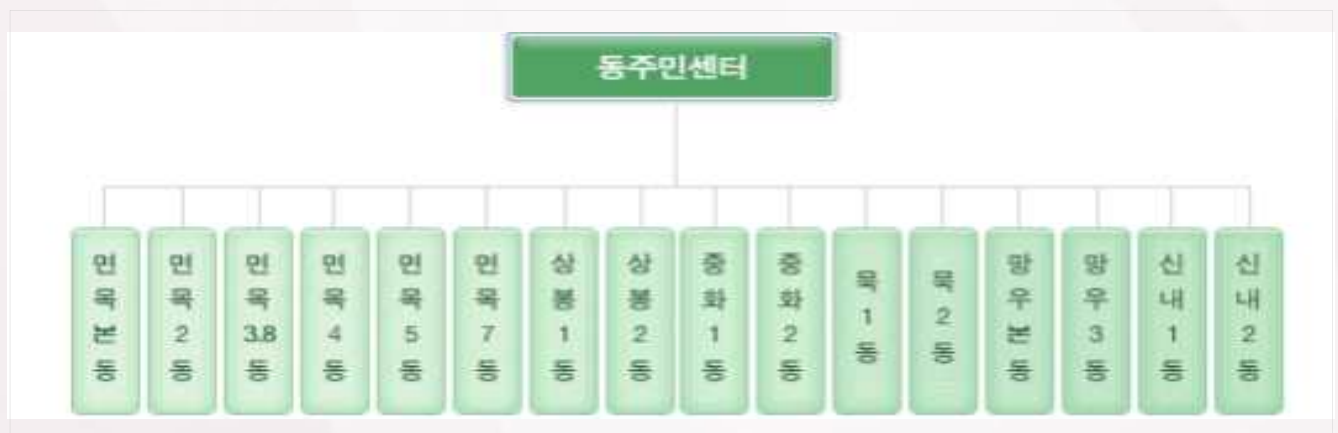 동주민센터
면목본동
면목2동
면목3.8동
면목4동
면목5동
면목7동
상봉1동
상봉2동
중화1동
중화2동
묵1동
묵2동
망우본동
망우3동
신내1동
신내2동